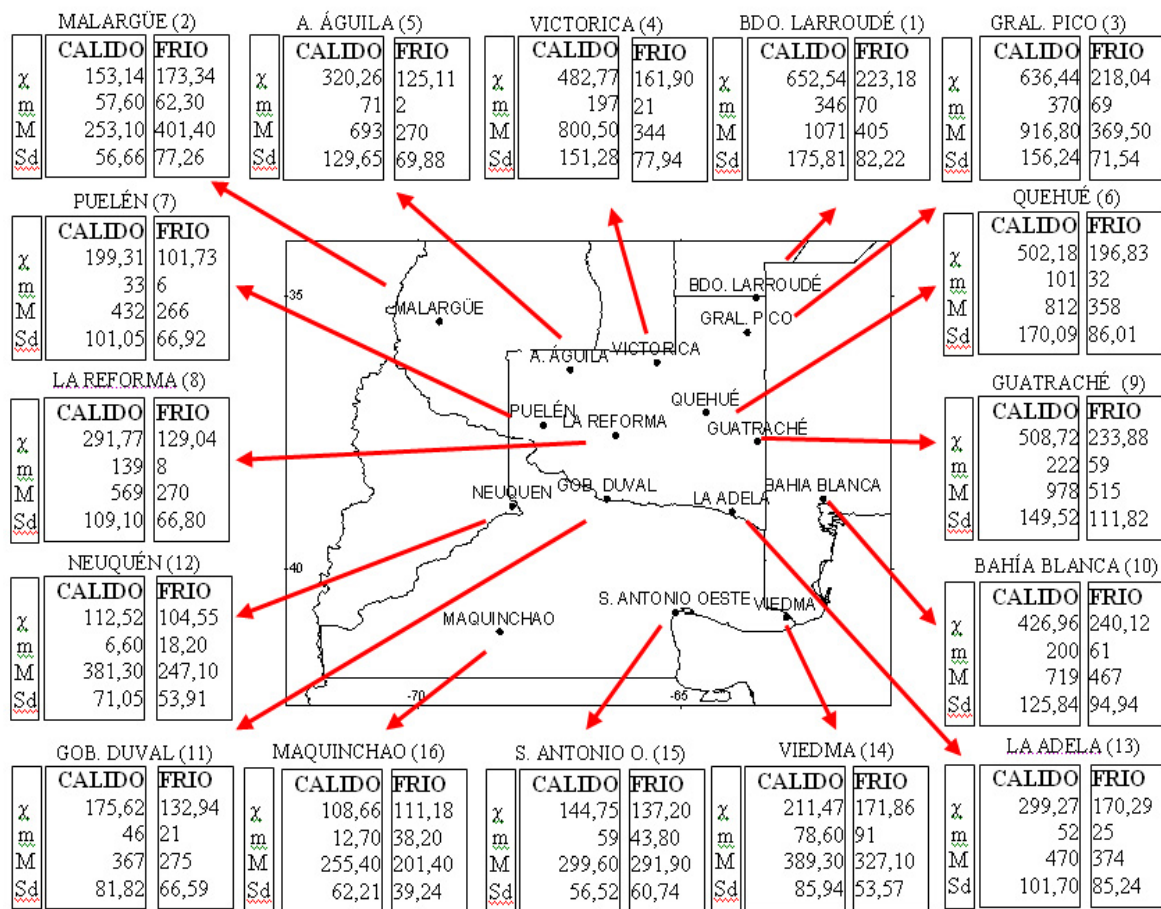 MALARGÜE (2)
CALIDO FRIO
χ 153,14 173,34
m 57,60 62,30
M 253,10 401,40
Sd 56,66 77,26
A. ÁGUILA (5)
CALIDO FRIO
χ 320,26 125,11
m 71 2
M 693 270
Sd 129,65 69,88
VICTORICA (4)
CALIDO FRIO
χ 482,77 161,90
m 197 21
M 800,50 344
Sd 151,28 77,94
BDO. LARROUDÉ (1)
CALIDO FRIO
χ 652,54 223,18
m 346 70
M 1071 405
Sd 175,81 82,22
GRAL. PICO (3)
CALIDO FRIO
χ 636,44 218,04
m 370 69
M 916,80 369,50
Sd 156,24 71,54
PUELÉN (7)
CALIDO FRIO
χ 199,31 101,73
m 33 6
M 432 266
Sd 101,05 66,92
QUEHUÉ (6)
CALIDO FRIO
χ 502,18 196,83
m 101 32
M 812 358
Sd 170,09 86,01
LA REFORMA (8)
CALIDO FRIO
χ 291,77 129,04
m 139 8
M 569 270
Sd 109,10 66,80
GUATRACHÉ (9)
CALIDO FRIO
χ 508,72 233,88
m 222 59
M 978 515
Sd 149,52 111,82
NEUQUÉN (12)
CALIDO FRIO
χ 112,52 104,55
m 6,60 18,20
M 381,30 247,10
Sd 71,05 53,91
BAHÍA BLANCA (10)
CALIDO FRIO
χ 426,96 240,12
m 200 61
M 719 467
Sd 125,84 94,94
-35
BDO. LARROUDÉ
MALARGÜE
GRAL. PICO
A. ÁGUILA
VICTORICA
PUELÉN
LA REFORMA
QUEHUÉ
GUATRACHÉ
NEUQUEN
GOB. DUVAL
LA ADELA
BAHIA BLANCA
-40
MAQUINCHAO
S. ANTONIO OESTE
VIEDMA
-70
-65
GOB. DUVAL (11)
CALIDO FRIO
χ 175,62 132,94
m 46 21
M 367 275
Sd 81,82 66,59
MAQUINCHAO (16)
CALIDO FRIO
χ 108,66 111,18
m 12,70 38,20
M 255,40 201,40
Sd 62,21 39,24
S. ANTONIO O. (15)
CALIDO FRIO
χ 144,75 137,20
m 59 43,80
M 299,60 291,90
Sd 56,52 60,74
VIEDMA (14)
CALIDO FRIO
χ 211,47 171,86
m 78,60 91
M 389,30 327,10
Sd 85,94 53,57
LA ADELA (13)
CALIDO FRIO
χ 299,27 170,29
m 52 25
M 470 374
Sd 101,70 85,24